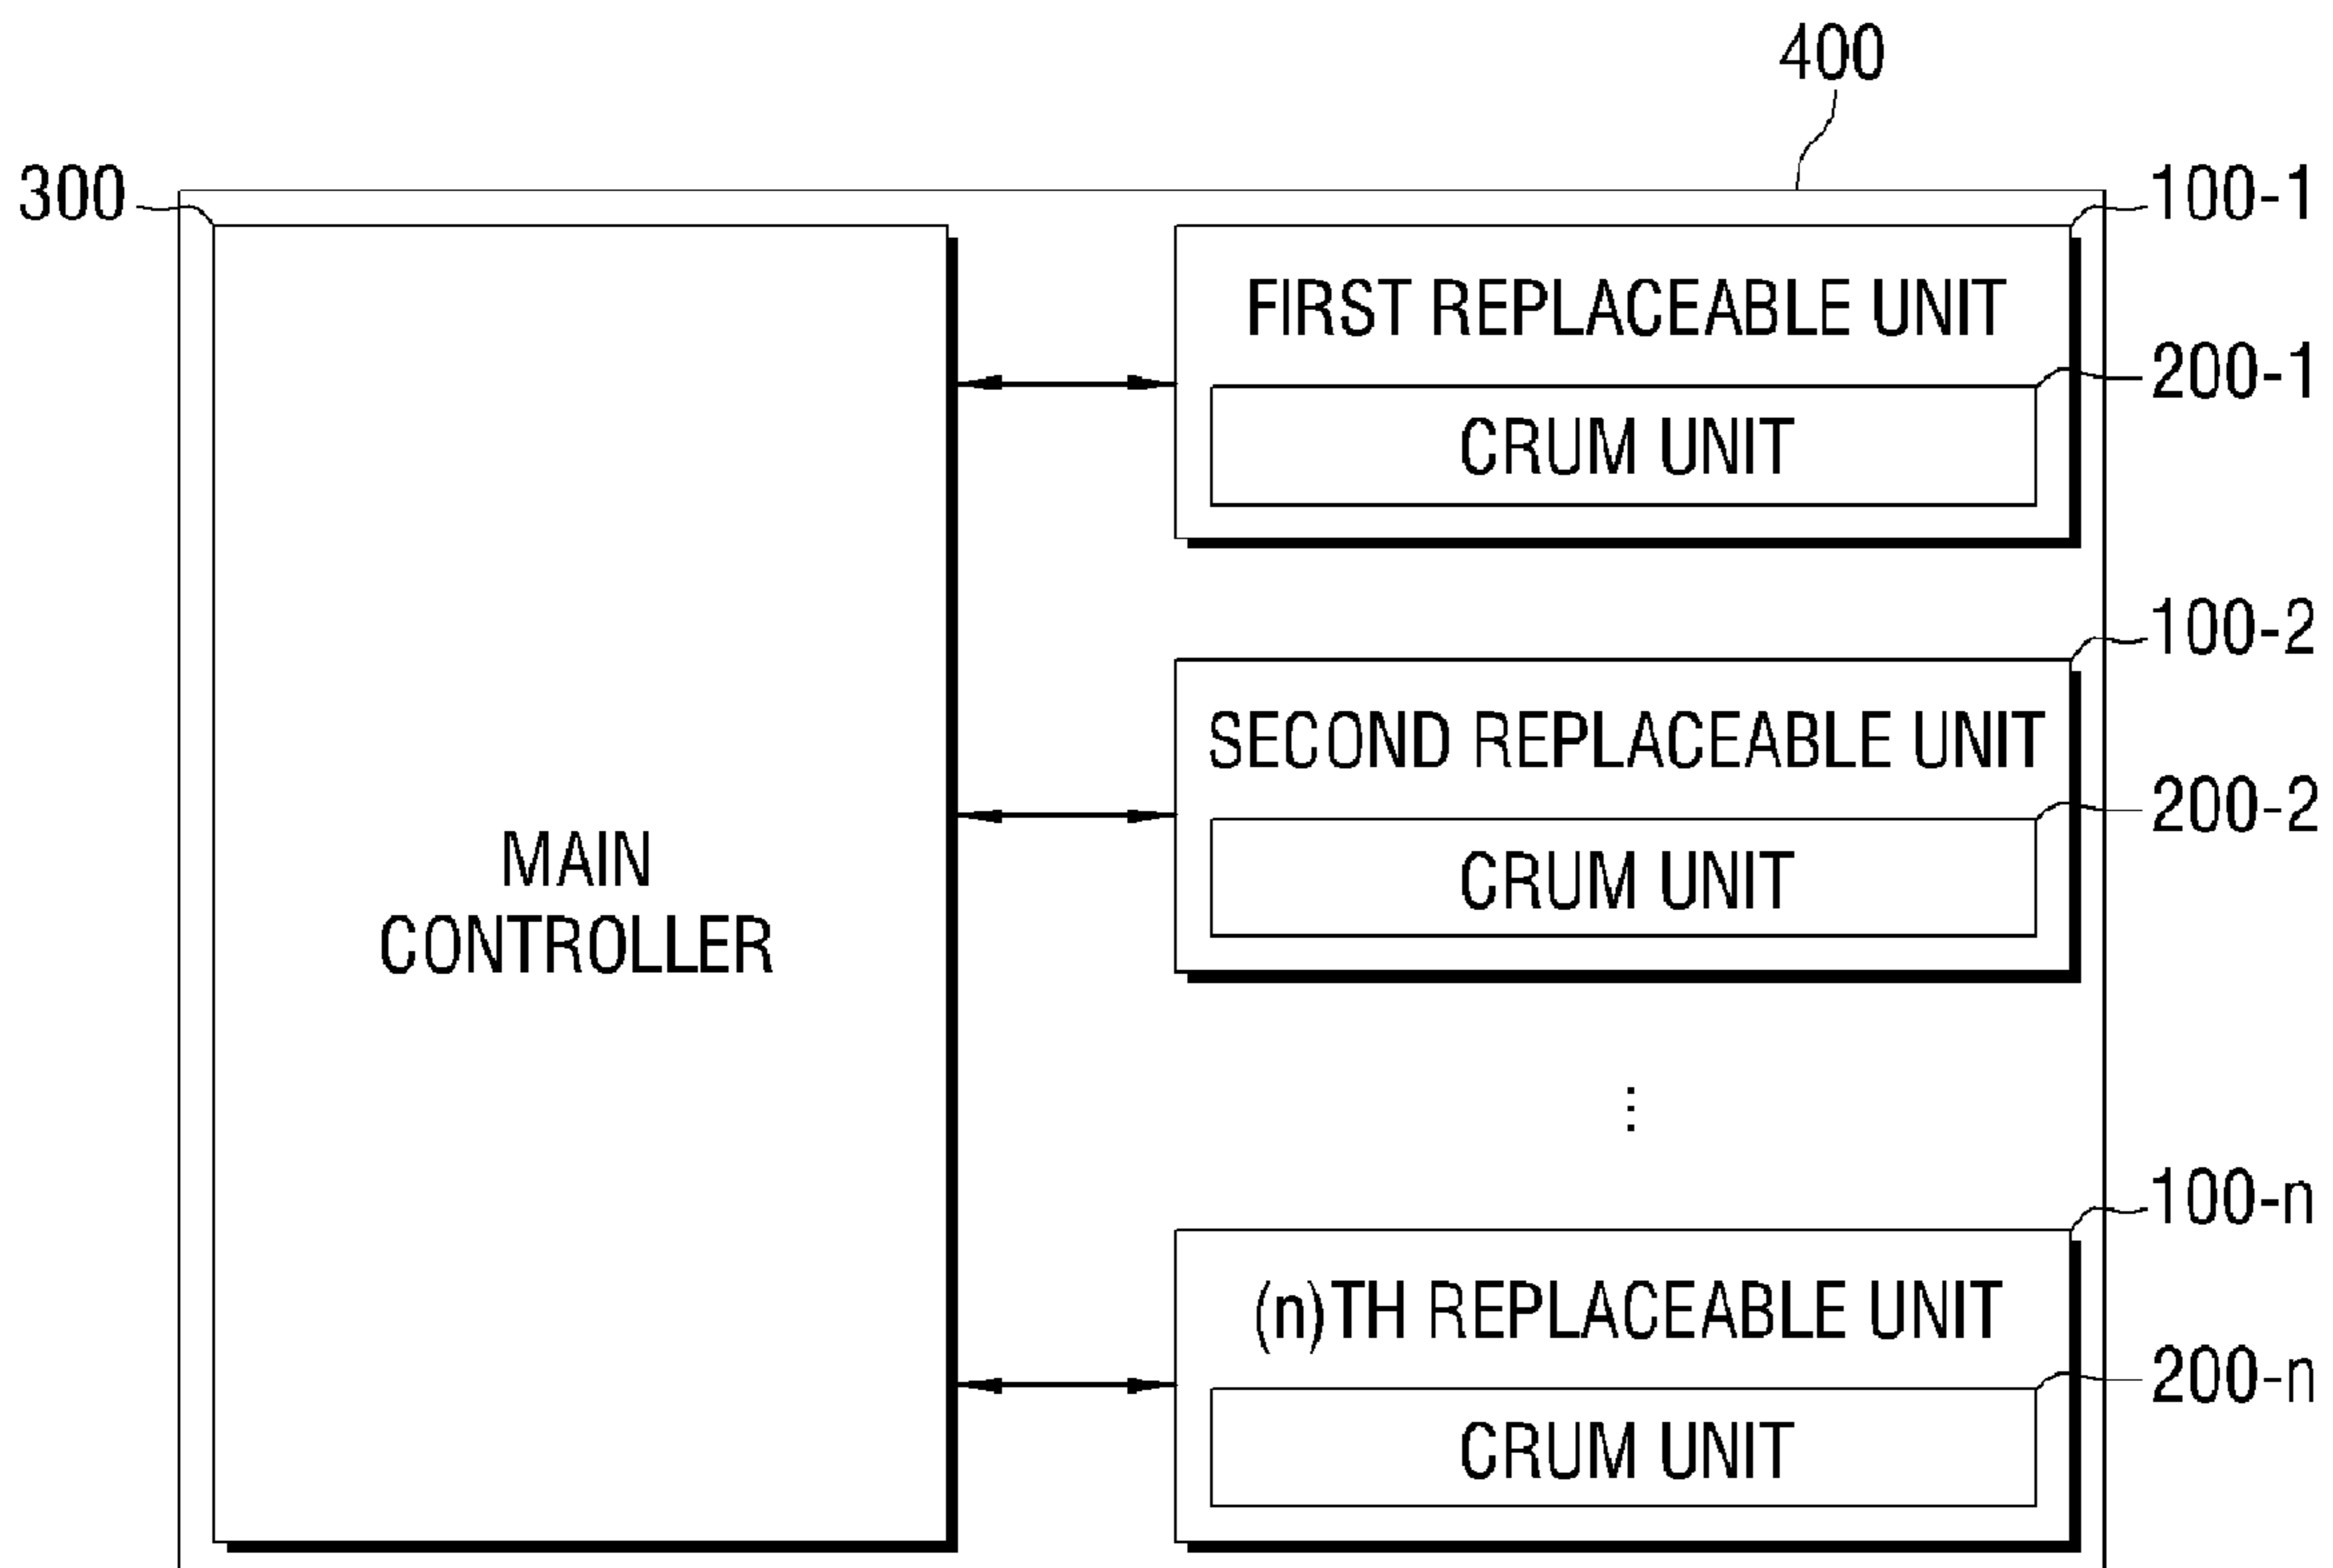 400
300
100-1
FIRST REPLACEABLE UNIT
200-1
CRUM UNIT
100-2
SECOND REPLACEABLE UNIT
200-2
CRUM UNIT
MAIN
CONTROLLER
⋮
100-n
(n)TH REPLACEABLE UNIT
200-n
CRUM UNIT